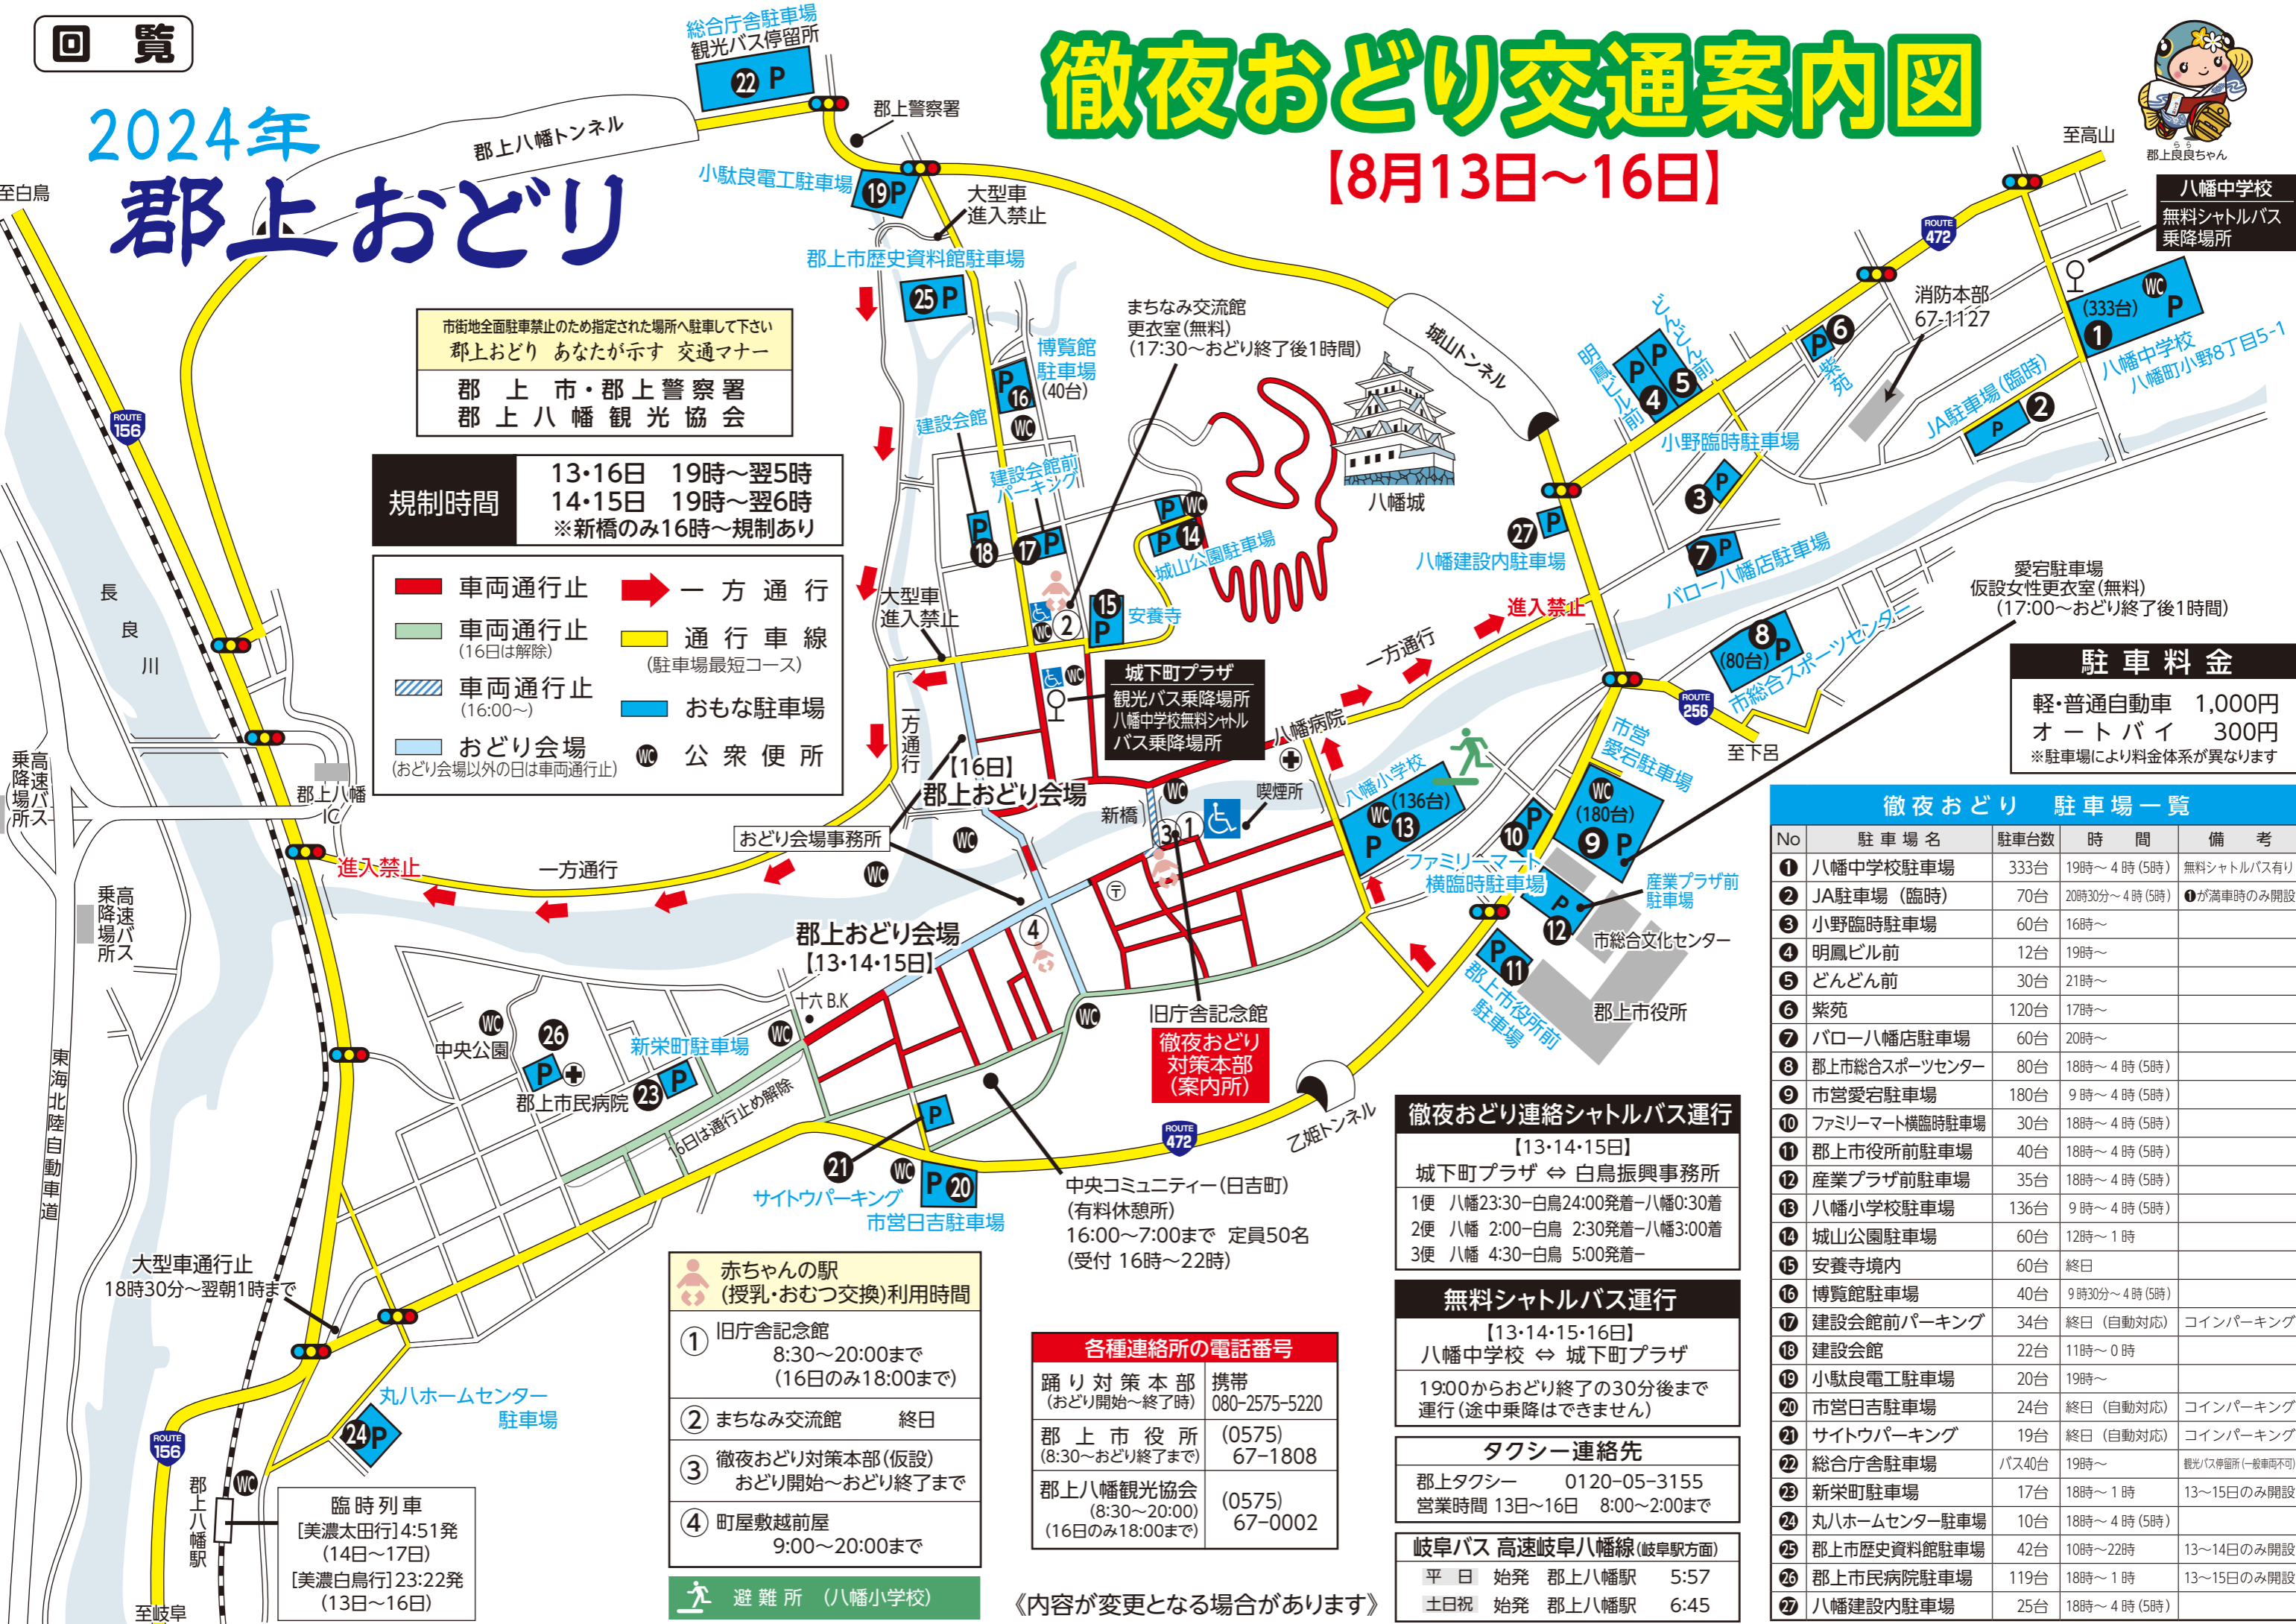 回覧
2024年
郡上おどり
徹夜おどり交通案内図
【8月13日～16日】
郡上良良ちゃん
らら
総合庁舎駐車場
観光バス停留所
22 P
郡上八幡トンネル
郡上警察署
小駄良電工駐車場
19 P
大型車
進入禁止
郡上市歴史資料館駐車場
25 P
至白鳥
至高山
ROUTE
472
八幡中学校
無料シャトルバス
乗降場所
WC
(333台) P
1
八幡中学校
八幡町小野8丁目5-1
消防本部
67-1127
JA駐車場(臨時)
2
P
6
P
紫苑
どんどん前
P
5
明鳳ビル前
P
4
小野臨時駐車場
3 P
城山トンネル
八幡城
27 P
八幡建設内駐車場
7 P
バロー八幡店駐車場
8
(80台) P
市総合スポーツセンター
愛宕駐車場
仮設女性更衣室(無料)
(17:00～おどり終了後1時間)
市街地全面駐車禁止のため指定された場所へ駐車して下さい
郡上おどり あなたが示す 交通マナー
郡上市・郡上警察署
郡上八幡観光協会
規制時間
13・16日 19時～翌5時
14・15日 19時～翌6時
※新橋のみ16時～規制あり
車両通行止
一方通行
車両通行止
(16日は解除)
通行車線
(駐車場最短コース)
車両通行止
(16:00～)
おもな駐車場
おどり会場
(おどり会場以外の日は車両通行止)
WC 公衆便所
ROUTE
156
長良川
まちなみ交流館
更衣室(無料)
(17:30～おどり終了後1時間)
博覧館
駐車場
(40台)
P
16
WC
建設会館
P
18
建設会館前
パーキング
17 P
P WC
P 14
城山公園駐車場
15
P
安養寺
WC 2
大型車
進入禁止
WC
城下町プラザ
観光バス乗降場所
八幡中学校無料シャトル
バス乗降場所
一方通行
進入禁止
一方通行
八幡病院
【16日】
郡上おどり会場
おどり会場事務所
WC
WC
WC
新橋
3 1
喫煙所
八幡小学校
WC (136台)
13
P
ROUTE
256
至下呂
市営
愛宕駐車場
WC
(180台)
9 P
P
10
ファミリーマート
横臨時駐車場
産業プラザ前
駐車場
P
12
市総合文化センター
P
11
郡上市役所前
駐車場
郡上市役所
駐車料金
軽・普通自動車 1,000円
オートバイ 300円
※駐車場により料金体系が異なります
高速バス
乗降場所
郡上八幡
IC
進入禁止
一方通行
高速バス
乗降場所
郡上おどり会場
【13・14・15日】
4
〒
十六 B.K
WC
WC
旧庁舎記念館
徹夜おどり
対策本部
(案内所)
WC
中央公園
26
P
郡上市民病院
新栄町駐車場
23 P
16日は通行止め解除
東海北陸自動車道
P
21
サイトウパーキング
WC P 20
市営日吉駐車場
ROUTE
472
乙姫トンネル
中央コミュニティー(日吉町)
(有料休憩所)
16:00～7:00まで 定員50名
(受付 16時～22時)
大型車通行止
18時30分～翌朝1時まで
丸八ホームセンター
駐車場
24 P
ROUTE
156
WC
郡上八幡駅
至岐阜
臨時列車
[美濃太田行]4:51発
(14日～17日)
[美濃白鳥行]23:22発
(13日～16日)
赤ちゃんの駅
(授乳・おむつ交換)利用時間
① 旧庁舎記念館
8:30～20:00まで
(16日のみ18:00まで)
② まちなみ交流館 終日
③ 徹夜おどり対策本部(仮設)
おどり開始～おどり終了まで
④ 町屋敷越前屋
9:00～20:00まで
避難所 (八幡小学校)
各種連絡所の電話番号
踊り対策本部 携帯
(おどり開始～終了時) 080-2575-5220
郡上市役所 (0575)
(8:30～おどり終了まで) 67-1808
郡上八幡観光協会
(8:30～20:00) (0575)
(16日のみ18:00まで) 67-0002
《内容が変更となる場合があります》
徹夜おどり連絡シャトルバス運行
【13・14・15日】
城下町プラザ ⇔ 白鳥振興事務所
1便 八幡23:30-白鳥24:00発着-八幡0:30着
2便 八幡 2:00-白鳥 2:30発着-八幡3:00着
3便 八幡 4:30-白鳥 5:00発着-
無料シャトルバス運行
【13・14・15・16日】
八幡中学校 ⇔ 城下町プラザ
19:00からおどり終了の30分後まで
運行(途中乗降はできません)
タクシー連絡先
郡上タクシー 0120-05-3155
営業時間 13日～16日 8:00～2:00まで
岐阜バス 高速岐阜八幡線(岐阜駅方面)
平日 始発 郡上八幡駅 5:57
土日祝 始発 郡上八幡駅 6:45
徹夜おどり 駐車場一覧
No 駐車場名 駐車台数 時間 備考
❶ 八幡中学校駐車場 333台 19時～4時(5時) 無料シャトルバス有り
❷ JA駐車場(臨時) 70台 20時30分～4時(5時) ❶が満車時のみ開設
❸ 小野臨時駐車場 60台 16時～
❹ 明鳳ビル前 12台 19時～
❺ どんどん前 30台 21時～
❻ 紫苑 120台 17時～
❼ バロー八幡店駐車場 60台 20時～
❽ 郡上市総合スポーツセンター 80台 18時～4時(5時)
❾ 市営愛宕駐車場 180台 9時～4時(5時)
❿ ファミリーマート横臨時駐車場 30台 18時～4時(5時)
⓫ 郡上市役所前駐車場 40台 18時～4時(5時)
⓬ 産業プラザ前駐車場 35台 18時～4時(5時)
⓭ 八幡小学校駐車場 136台 9時～4時(5時)
⓮ 城山公園駐車場 60台 12時～1時
⓯ 安養寺境内 60台 終日
⓰ 博覧館駐車場 40台 9時30分～4時(5時)
⓱ 建設会館前パーキング 34台 終日(自動対応) コインパーキング
⓲ 建設会館 22台 11時～0時
⓳ 小駄良電工駐車場 20台 19時～
⓴ 市営日吉駐車場 24台 終日(自動対応) コインパーキング
㉑ サイトウパーキング 19台 終日(自動対応) コインパーキング
㉒ 総合庁舎駐車場 バス40台 19時～ 観光バス停留所(一般車両不可)
㉓ 新栄町駐車場 17台 18時～1時 13～15日のみ開設
㉔ 丸八ホームセンター駐車場 10台 18時～4時(5時)
㉕ 郡上市歴史資料館駐車場 42台 10時～22時 13～14日のみ開設
㉖ 郡上市民病院駐車場 119台 18時～1時 13～15日のみ開設
㉗ 八幡建設内駐車場 25台 18時～4時(5時)